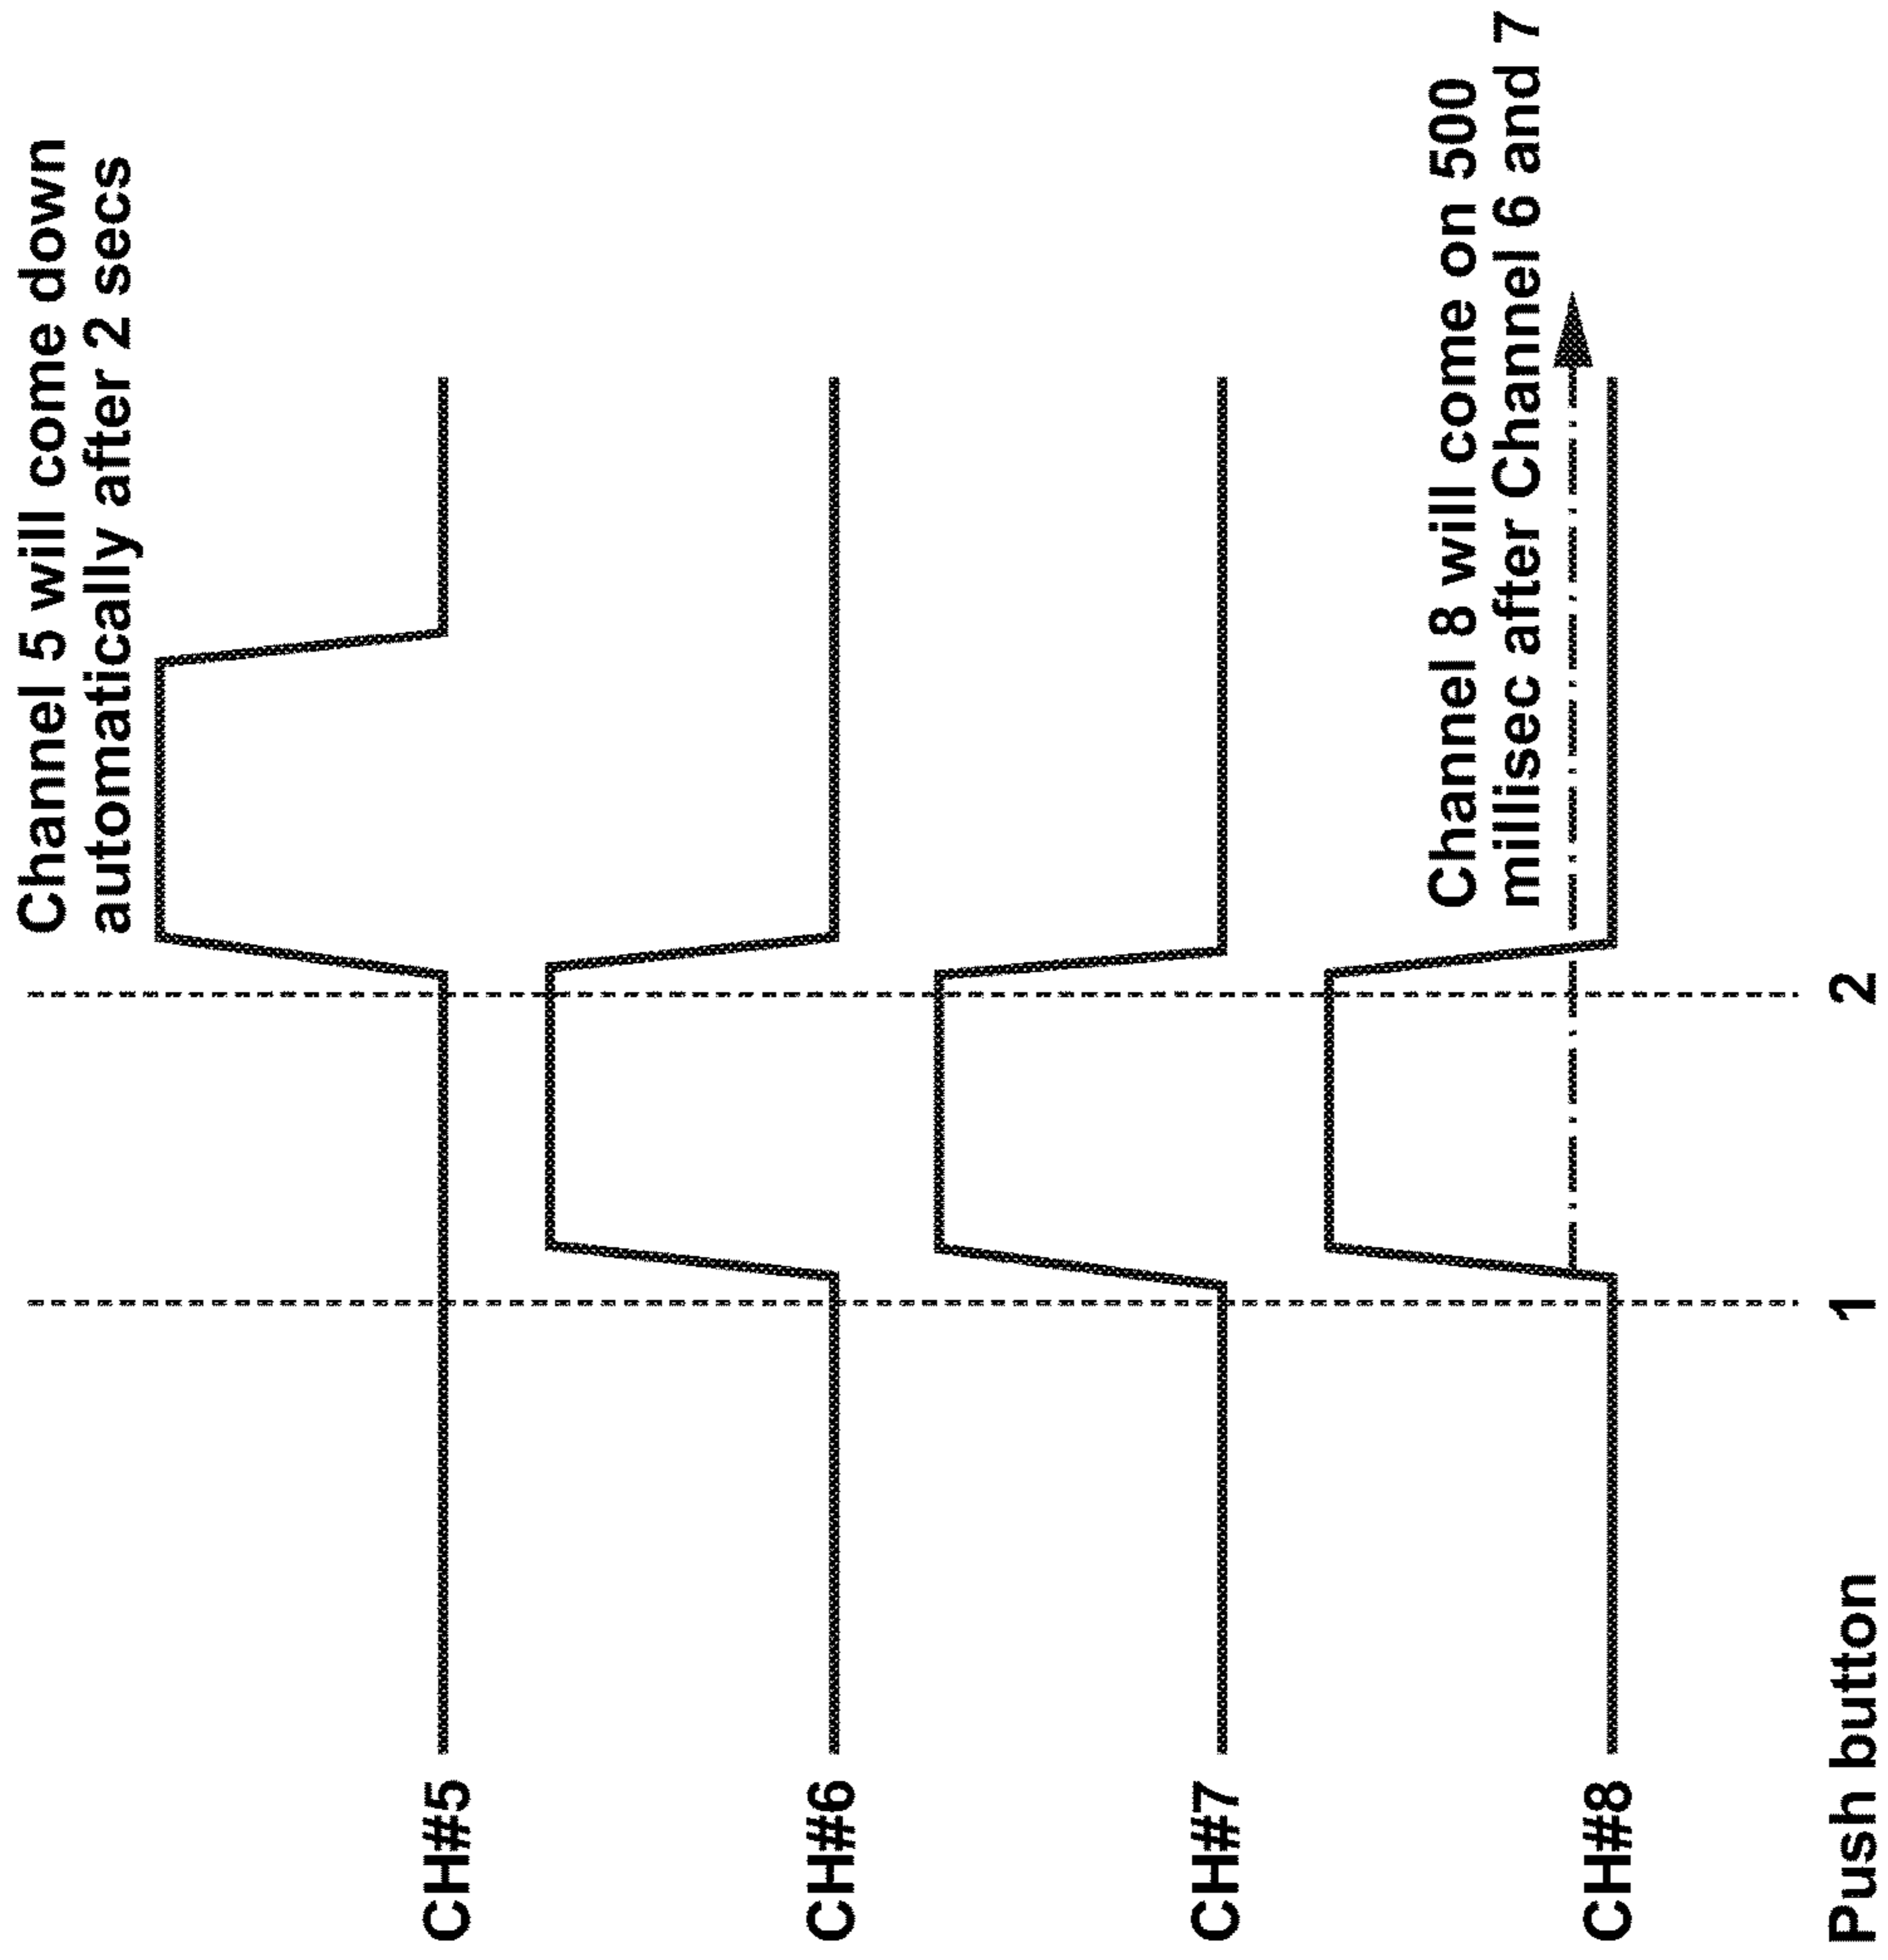 Channel 5 will come down
automatically after 2 secs
CH#5
CH#6
CH#7
Channel 8 will come on 500
millisec after Channel 6 and 7
CH#8
Push button 1 2